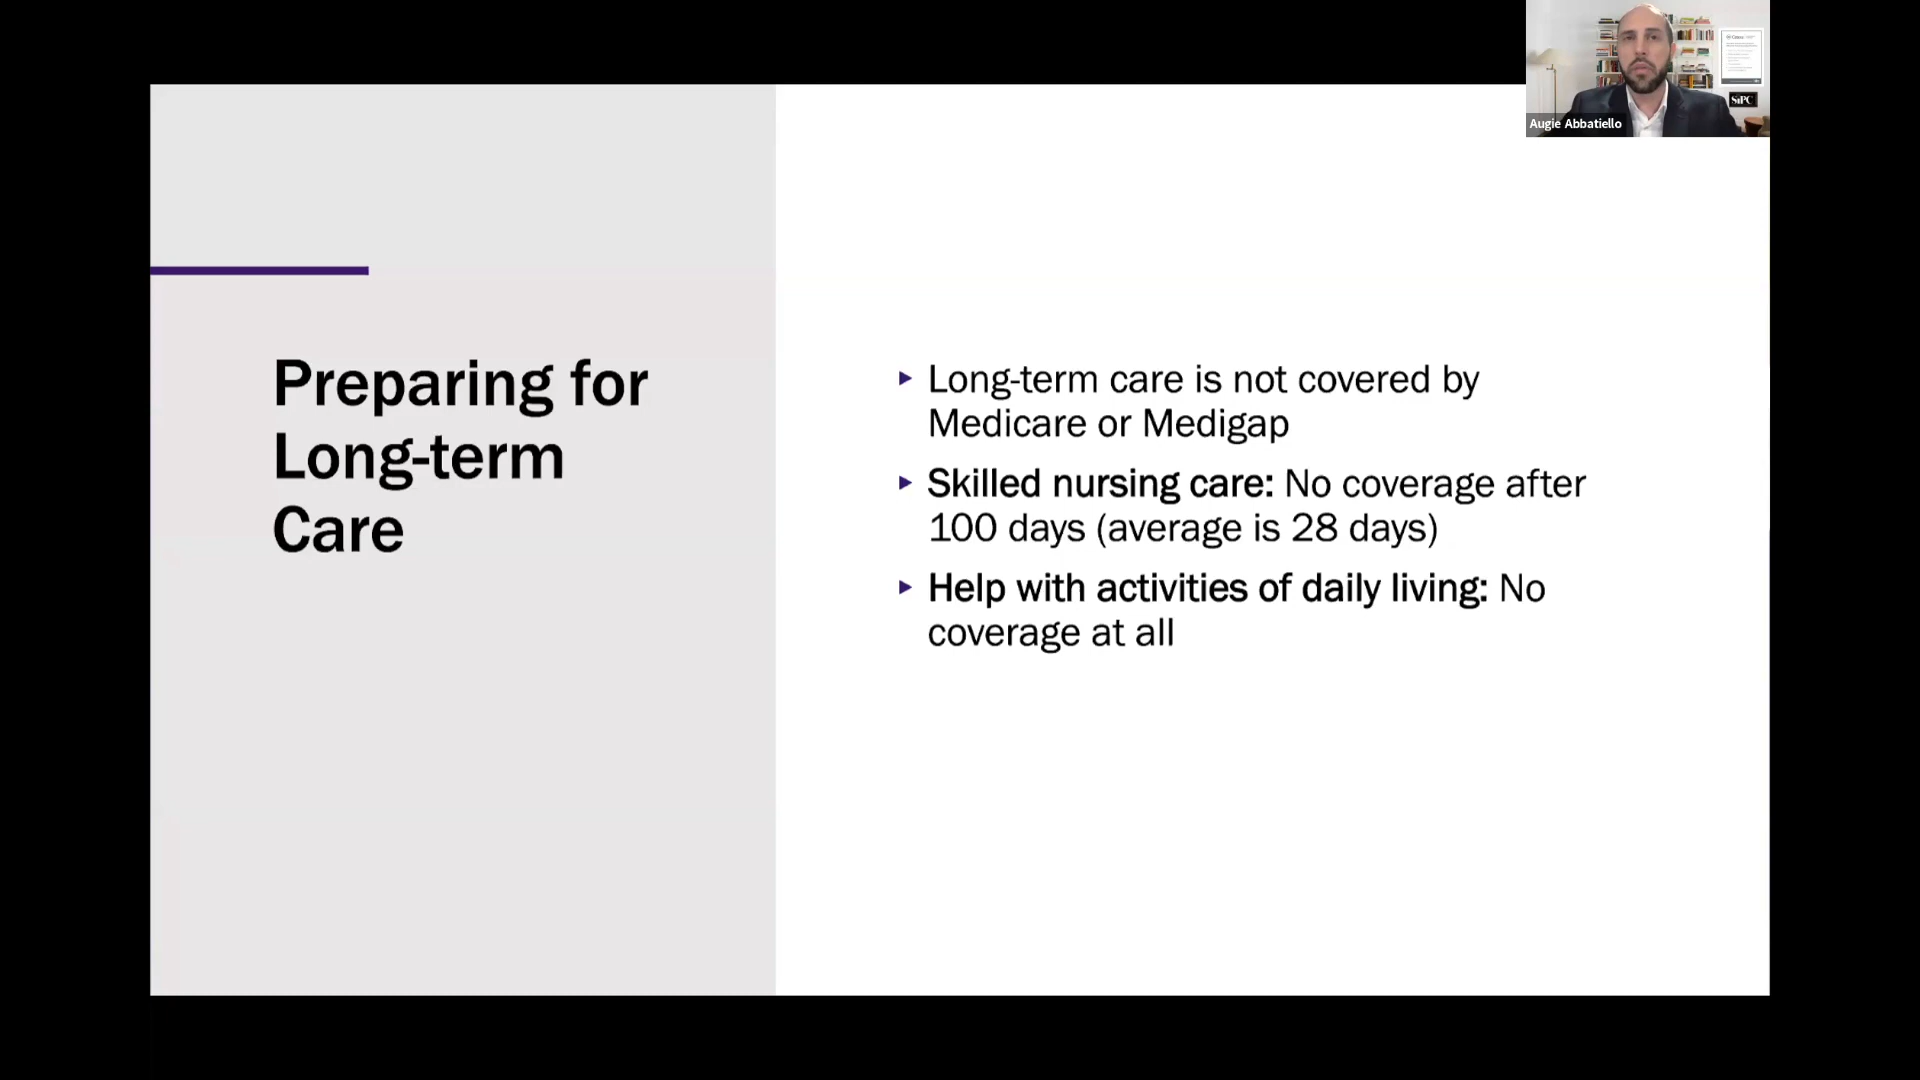 Preparing for
Long-term
Care
▸ Long-term care is not covered by
Medicare or Medigap
▸ Skilled nursing care: No coverage after
100 days (average is 28 days)
▸ Help with activities of daily living: No
coverage at all
SiPC
Augie Abbatiello